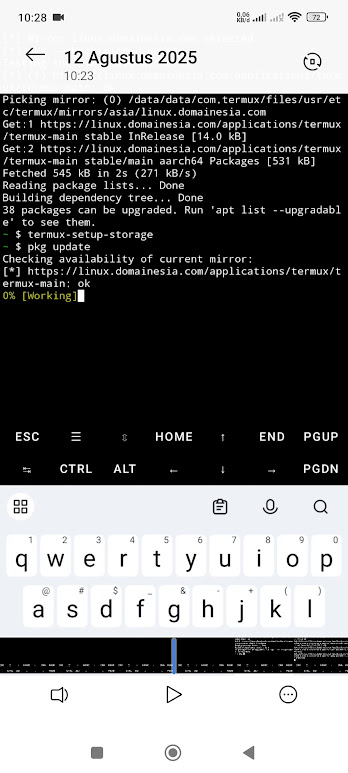 10:28
0,06
KB/d
72
12 Agustus 2025
10:23
Picking mirror: (0) /data/data/com.termux/files/usr/et
c/termux/mirrors/asia/linux.domainesia.com
Get:1 https://linux.domainesia.com/applications/termux
/termux-main stable InRelease [14.0 kB]
Get:2 https://linux.domainesia.com/applications/termux
/termux-main stable/main aarch64 Packages [531 kB]
Fetched 545 kB in 2s (271 kB/s)
Reading package lists... Done
Building dependency tree... Done
38 packages can be upgraded. Run 'apt list --upgradabl
e' to see them.
~ $ termux-setup-storage
~ $ pkg update
Checking availability of current mirror:
[*] https://linux.domainesia.com/applications/termux/t
ermux-main: ok
0% [Working]
ESC ☰ ⇳ HOME ↑ END PGUP
↹ CTRL ALT ← ↓ → PGDN
1 2 3 4 5 6 7 8 9 0
q w e r t y u i o p
@ # $ _ & - + ( )
a s d f g h j k l